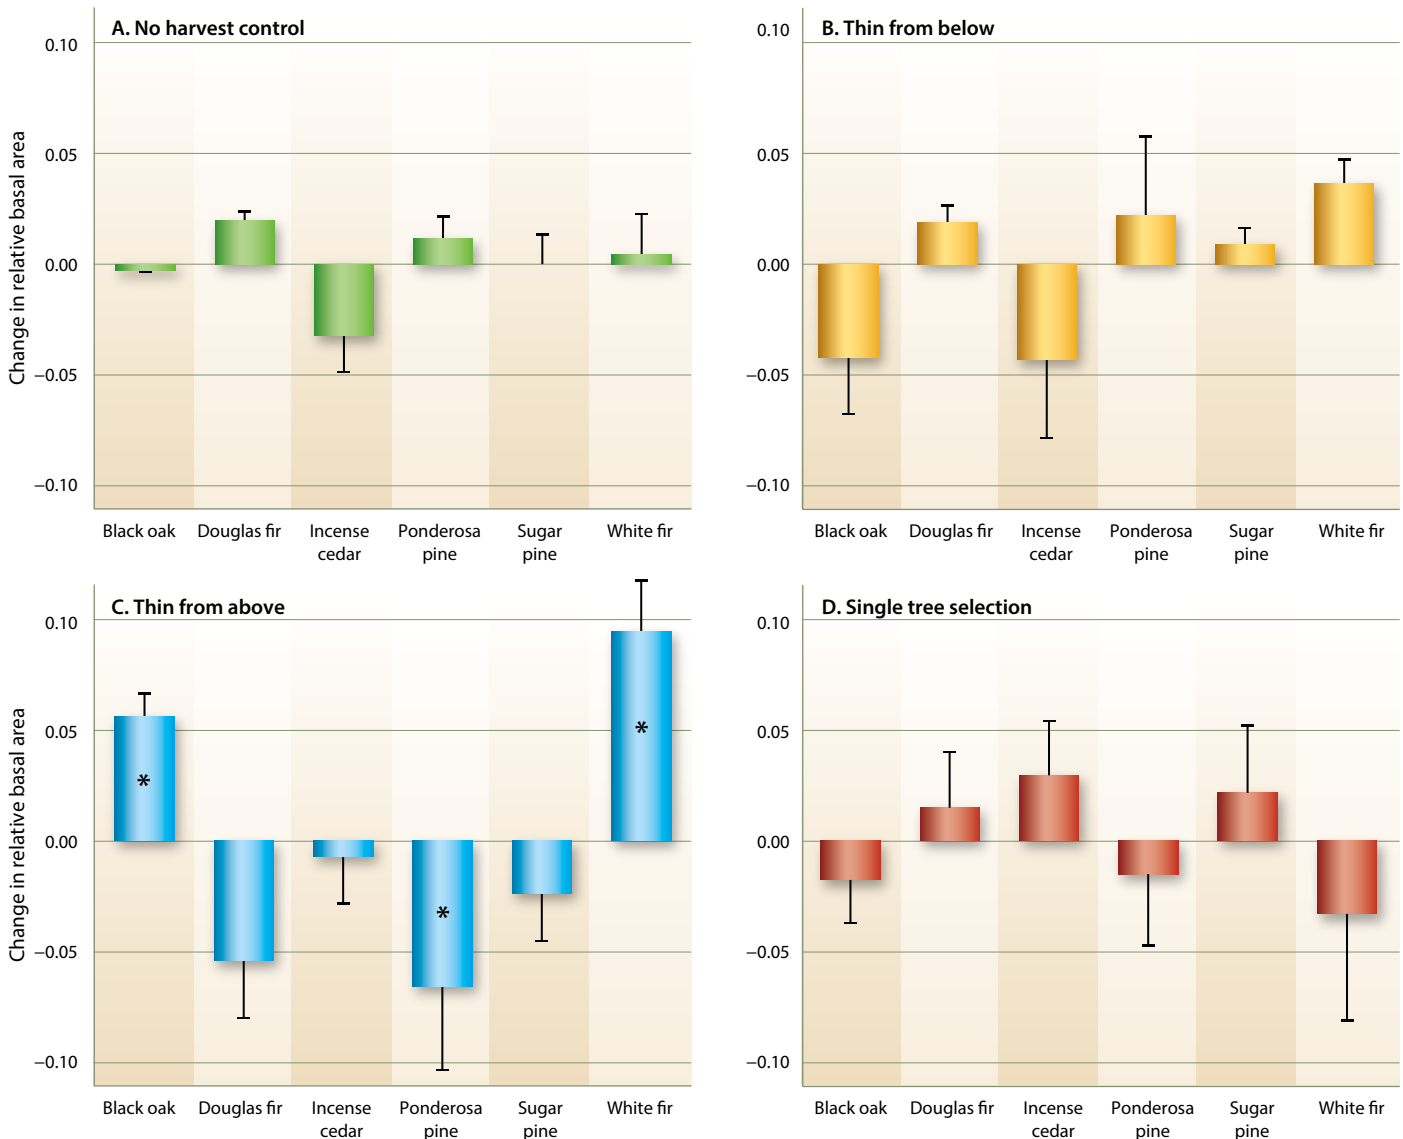 A. No harvest control
0.10
0.05
0.00
−0.05
−0.10
Change in relative basal area
Black oak
Douglas fir
Incense
cedar
Ponderosa
pine
Sugar
pine
White fir
B. Thin from below
0.10
0.05
0.00
−0.05
−0.10
Black oak
Douglas fir
Incense
cedar
Ponderosa
pine
Sugar
pine
White fir
C. Thin from above
0.10
0.05
0.00
−0.05
−0.10
Change in relative basal area
*
*
*
Black oak
Douglas fir
Incense
cedar
Ponderosa
pine
Sugar
pine
White fir
D. Single tree selection
0.10
0.05
0.00
−0.05
−0.10
Black oak
Douglas fir
Incense
cedar
Ponderosa
pine
Sugar
pine
White fir